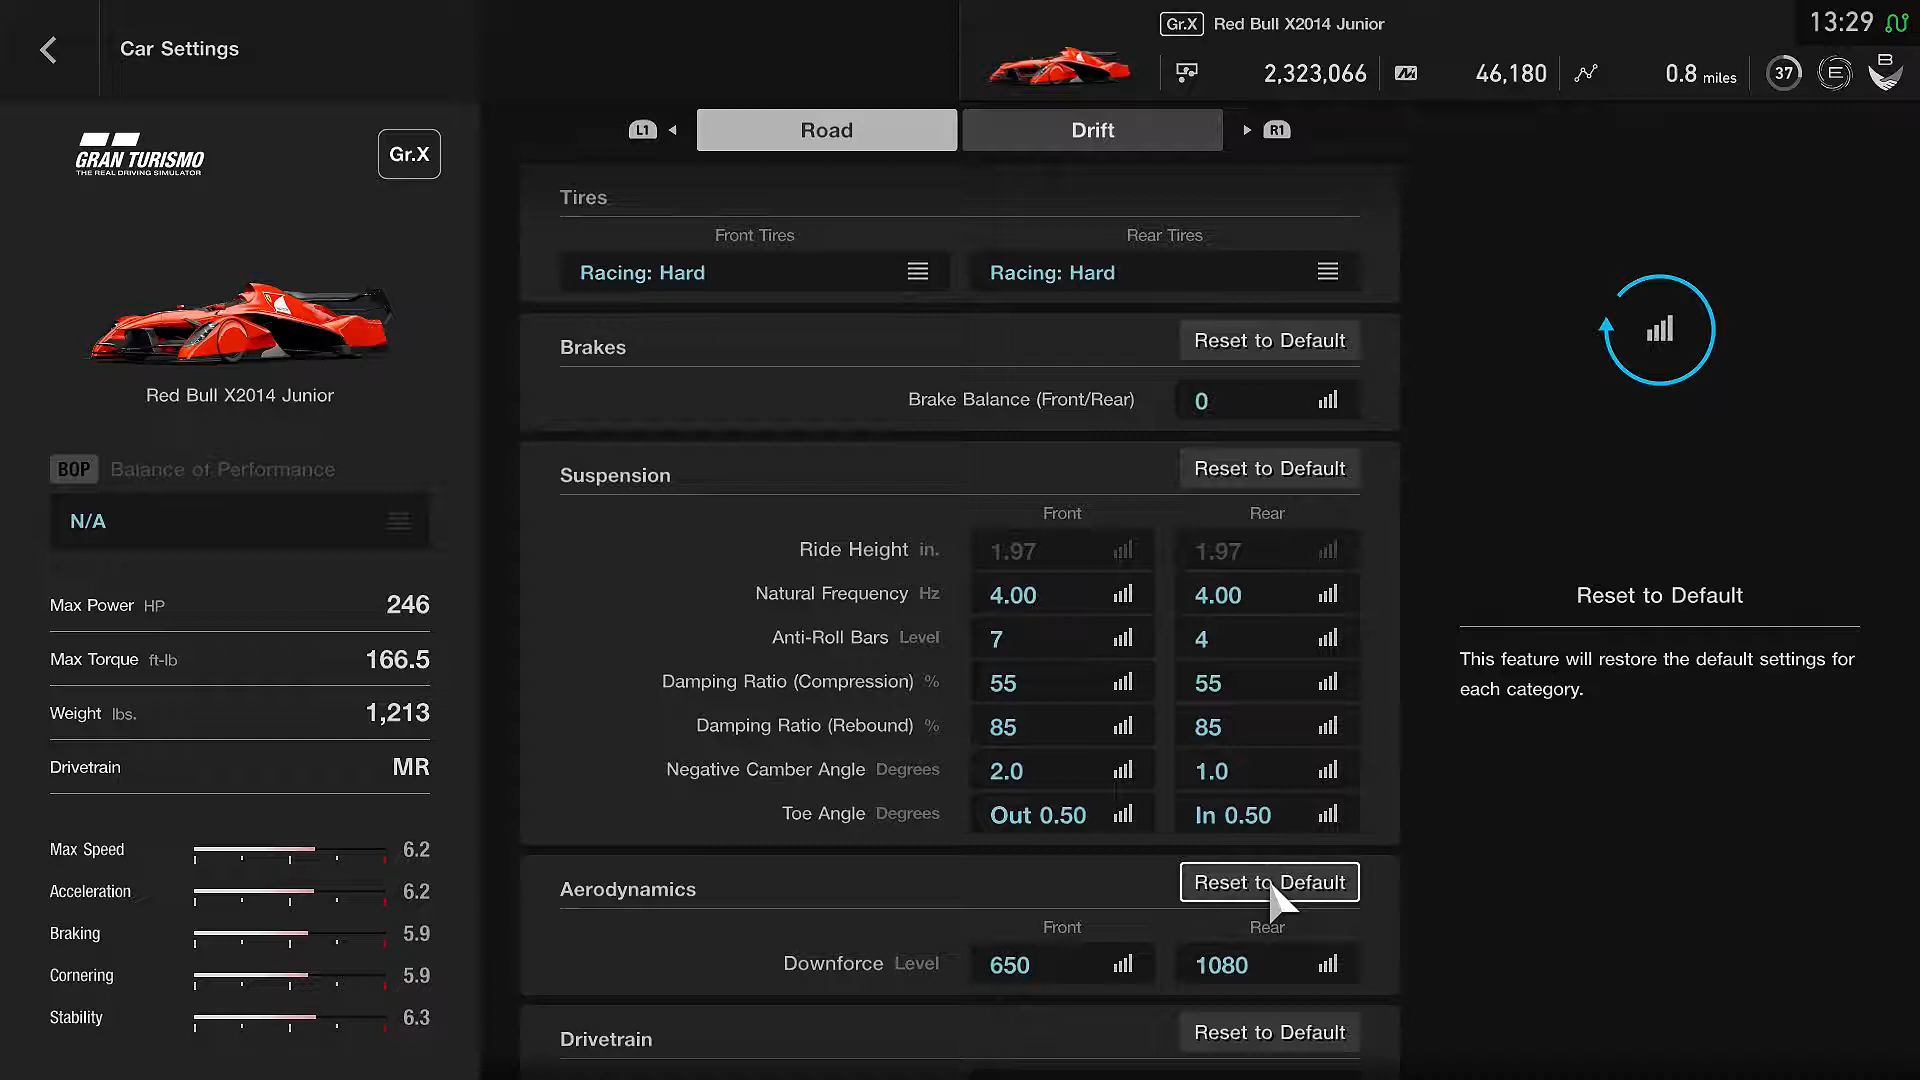 Car Settings
Gr.X Red Bull X2014 Junior
13:29
2,323,066
46,180
0.8 miles
37
E
B
GRAN TURISMO
THE REAL DRIVING SIMULATOR
Gr.X
Red Bull X2014 Junior
BOP Balance of Performance
N/A
Max Power HP 246
Max Torque ft-lb 166.5
Weight lbs. 1,213
Drivetrain MR
Max Speed 6.2
Acceleration 6.2
Braking 5.9
Cornering 5.9
Stability 6.3
L1 Road Drift R1
Tires
Front Tires Rear Tires
Racing: Hard Racing: Hard
Brakes Reset to Default
Brake Balance (Front/Rear) 0
Suspension Reset to Default
Front Rear
Ride Height in. 1.97 1.97
Natural Frequency Hz 4.00 4.00
Anti-Roll Bars Level 7 4
Damping Ratio (Compression) % 55 55
Damping Ratio (Rebound) % 85 85
Negative Camber Angle Degrees 2.0 1.0
Toe Angle Degrees Out 0.50 In 0.50
Aerodynamics Reset to Default
Front Rear
Downforce Level 650 1080
Drivetrain Reset to Default
Reset to Default
This feature will restore the default settings for
each category.